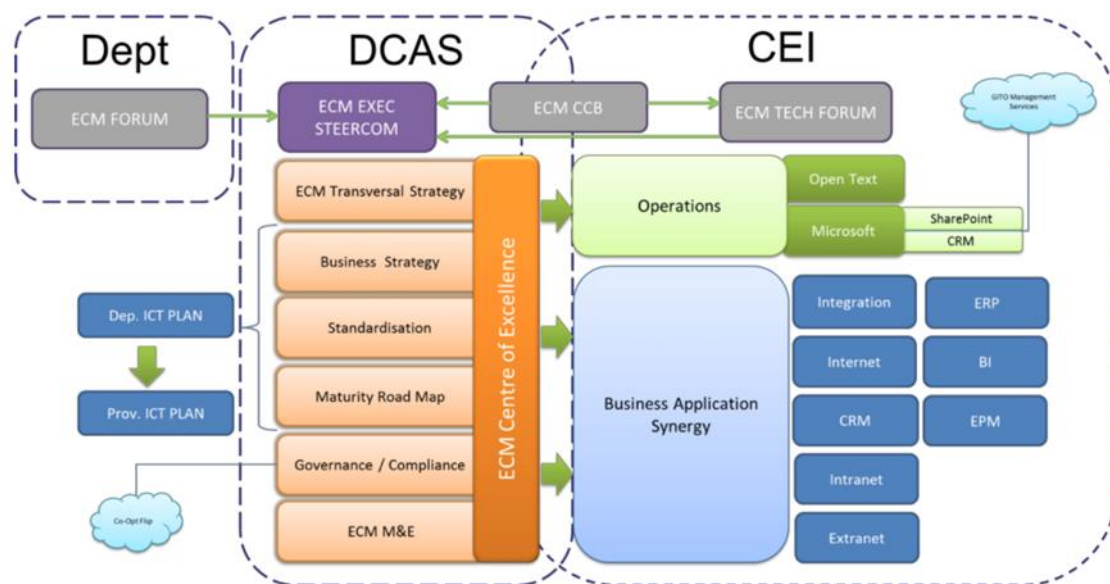 Dept
DCAS
CEI
ECM FORUM
ECM EXEC
STEERCOM
ECM CCB
ECM TECH FORUM
GITO Management
Services
ECM Transversal Strategy
Business Strategy
Standardisation
Maturity Road Map
Governance / Compliance
ECM M&E
ECM Centre of Excellence
Dep. ICT PLAN
Prov. ICT PLAN
Co-Opt Flip
Operations
Open Text
Microsoft
SharePoint
CRM
Business Application
Synergy
Integration
ERP
Internet
BI
CRM
EPM
Intranet
Extranet